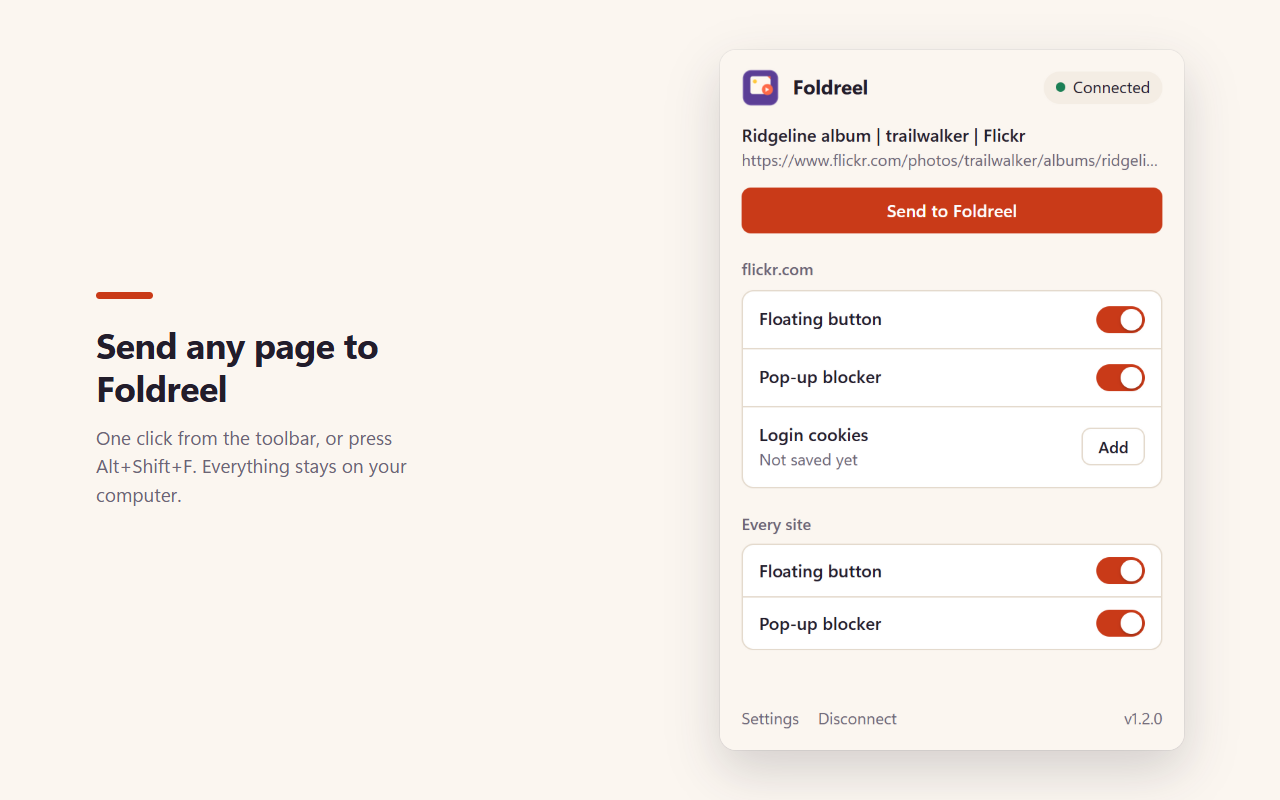 Send any page to
Foldreel
One click from the toolbar, or press
Alt+Shift+F. Everything stays on your
computer.
Foldreel
Connected
Ridgeline album | trailwalker | Flickr
https://www.flickr.com/photos/trailwalker/albums/ridgeli...
Send to Foldreel
flickr.com
Floating button
Pop-up blocker
Login cookies
Not saved yet
Add
Every site
Floating button
Pop-up blocker
Settings
Disconnect
v1.2.0